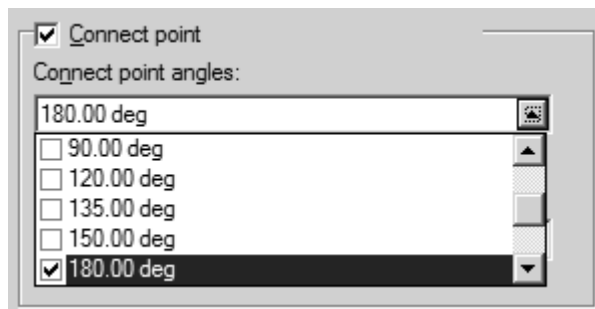 Connect point
Connect point angles:
180.00 deg
90.00 deg
120.00 deg
135.00 deg
150.00 deg
180.00 deg